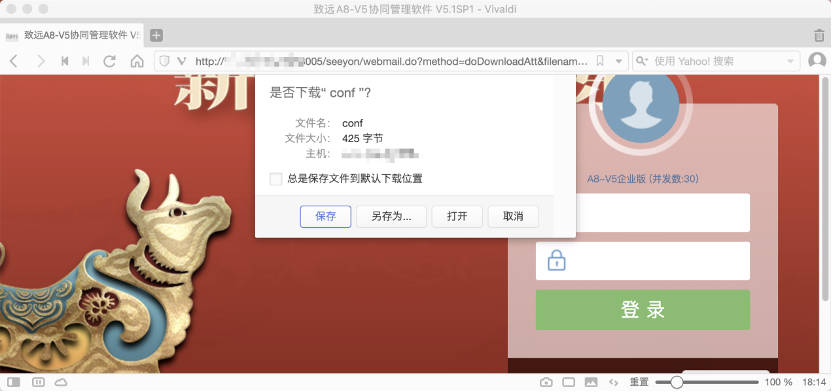 致远A8-V5协同管理软件 V5.1SP1 - Vivaldi
致远A8-V5协同管理软件 V5
http://
005/seeyon/webmail.do?method=doDownloadAtt&filenam...
使用 Yahoo! 搜索
新
是否下载“ conf ”?
文件名: conf
文件大小: 425 字节
主机:
总是保存文件到默认下载位置
保存 另存为... 打开 取消
A8-V5企业版 (并发数:30)
登 录
重置 100 % 18:14